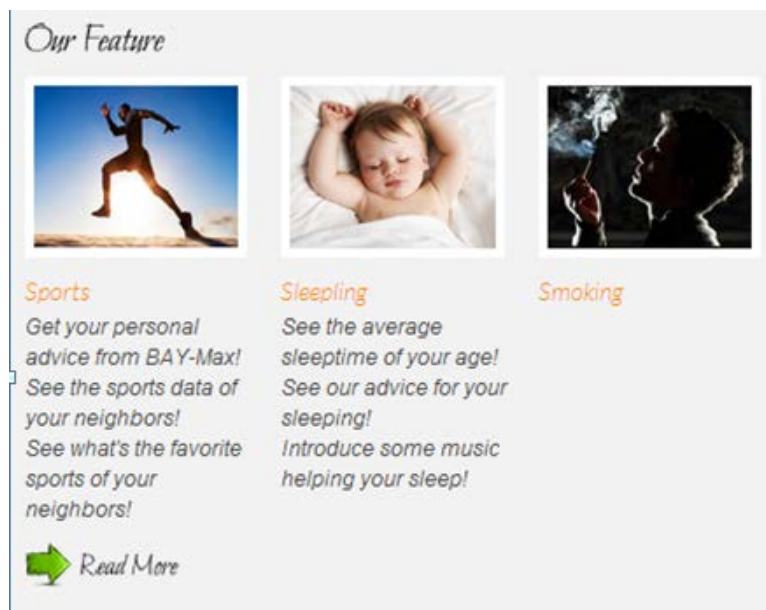 Our Feature
Sports
Get your personal
advice from BAY-Max!
See the sports data of
your neighbors!
See what's the favorite
sports of your
neighbors!
Sleepling
See the average
sleeptime of your age!
See our advice for your
sleeping!
Introduce some music
helping your sleep!
Smoking
Read More